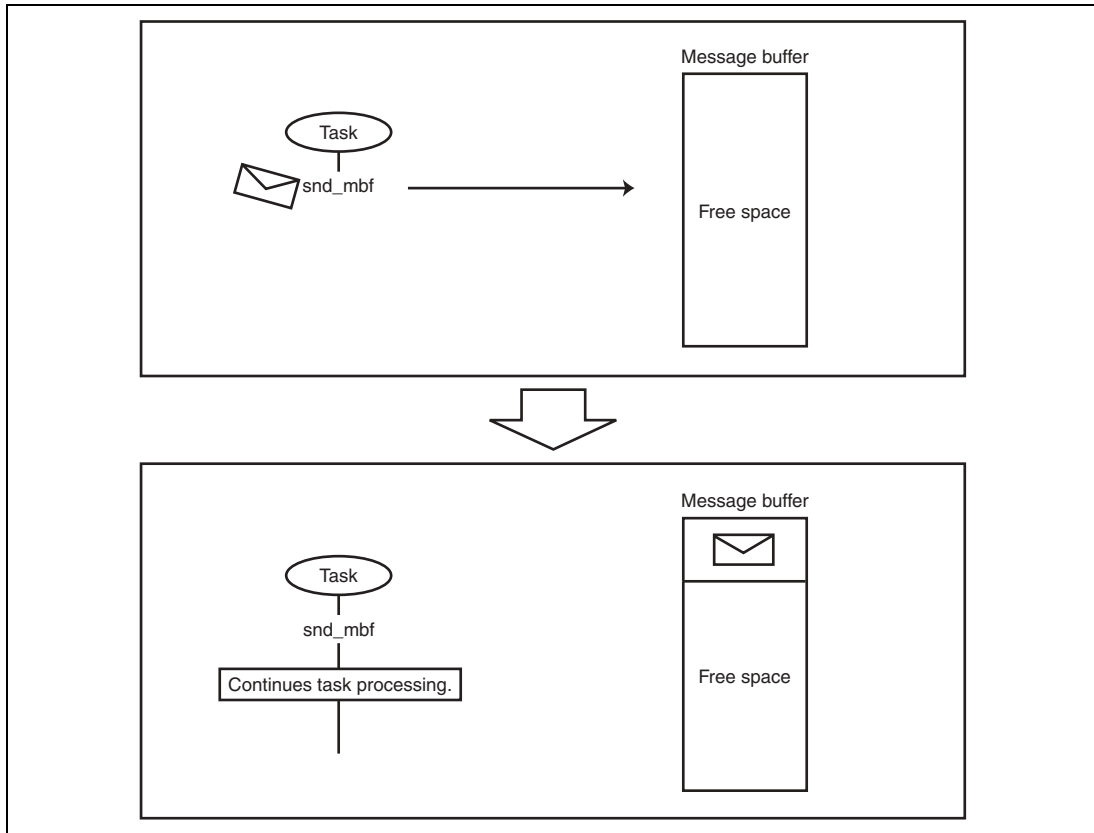 Message buffer
Task
snd_mbf
Free space
Message buffer
Task
snd_mbf
Continues task processing.
Free space